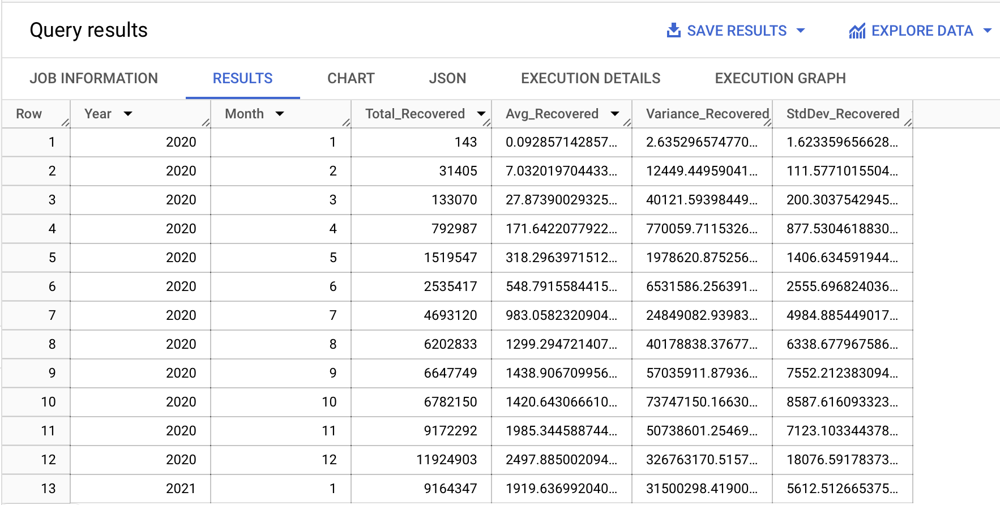 Query results SAVE RESULTS EXPLORE DATA
JOB INFORMATION RESULTS CHART JSON EXECUTION DETAILS EXECUTION GRAPH
Row Year Month Total_Recovered Avg_Recovered Variance_Recovered StdDev_Recovered
1 2020 1 143 0.092857142857... 2.635296574770... 1.623359656628...
2 2020 2 31405 7.032019704433... 12449.44959041... 111.5771015504...
3 2020 3 133070 27.87390029325... 40121.59398449... 200.3037542945...
4 2020 4 792987 171.6422077922... 770059.7115326... 877.5304618830...
5 2020 5 1519547 318.2963971512... 1978620.875256... 1406.634591944...
6 2020 6 2535417 548.7915584415... 6531586.256391... 2555.696824036...
7 2020 7 4693120 983.0582320904... 24849082.93983... 4984.885449017...
8 2020 8 6202833 1299.294721407... 40178838.37677... 6338.677967586...
9 2020 9 6647749 1438.906709956... 57035911.87936... 7552.212383094...
10 2020 10 6782150 1420.643066610... 73747150.16630... 8587.616093323...
11 2020 11 9172292 1985.344588744... 50738601.25469... 7123.103344378...
12 2020 12 11924903 2497.885002094... 326763170.5157... 18076.59178373...
13 2021 1 9164347 1919.636992040... 31500298.41900... 5612.512665375...